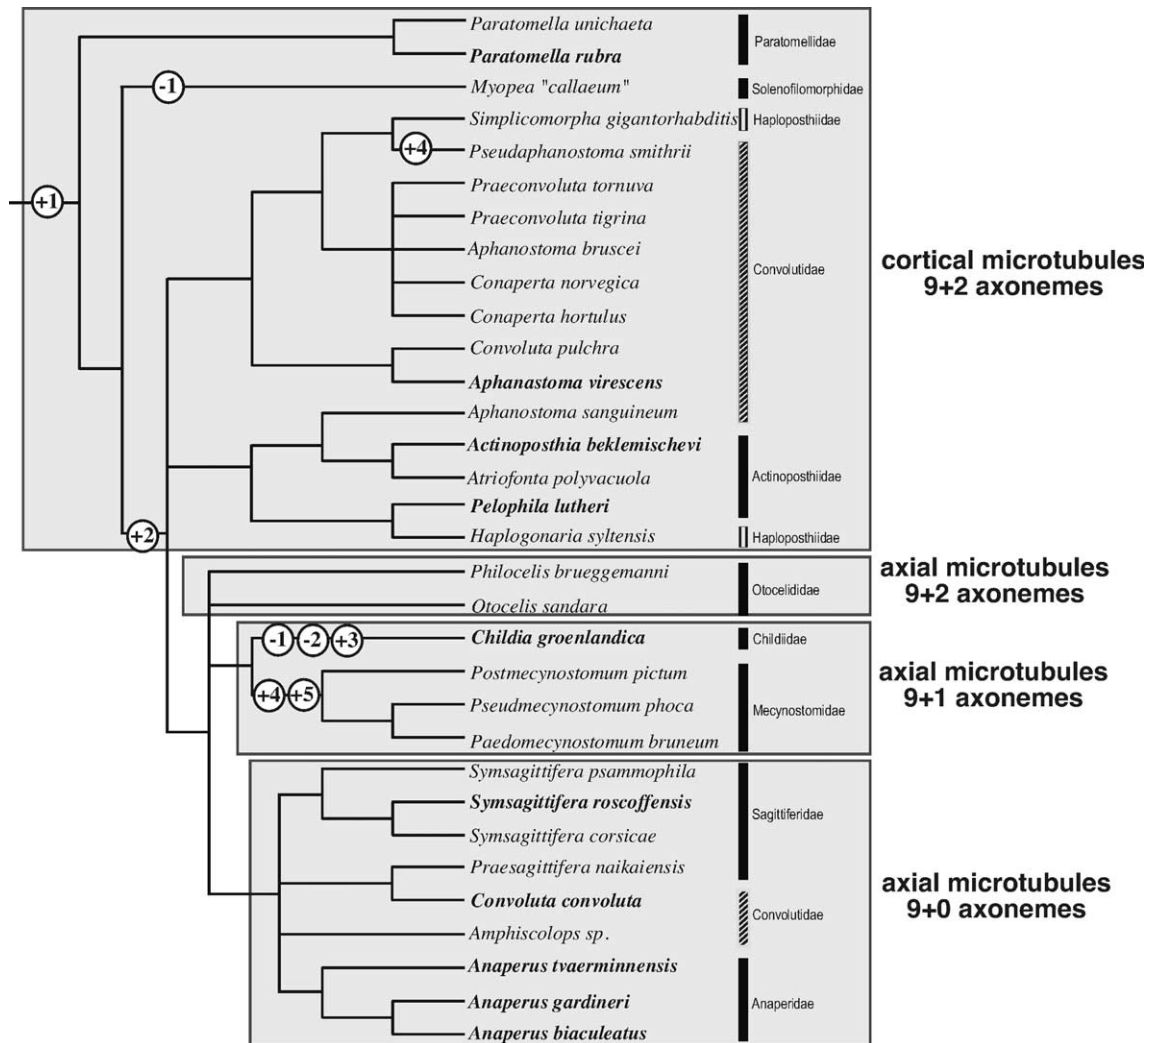 Paratomella unichaeta
Paratomella rubra
Paratomellidae
-1
Myopea "callaeum"
Solenofilomorphidae
Simplicomorpha gigantorhabditis
Haploposthiidae
+4
Pseudaphanostoma smithrii
Praeconvoluta tornuva
+1
Praeconvoluta tigrina
Aphanostoma bruscei
Convolutidae
cortical microtubules
9+2 axonemes
Conaperta norvegica
Conaperta hortulus
Convoluta pulchra
Aphanastoma virescens
Aphanostoma sanguineum
Actinoposthia beklemischevi
Atriofonta polyvacuola
Actinoposthiidae
Pelophila lutheri
+2
Haplogonaria syltensis
Haploposthiidae
Philocelis brueggemanni
Otocelididae
axial microtubules
9+2 axonemes
Otocelis sandara
-1 -2 +3
Childia groenlandica
Childiidae
Postmecynostomum pictum
axial microtubules
9+1 axonemes
+4 +5
Pseudmecynostomum phoca
Mecynostomidae
Paedomecynostomum bruneum
Symsagittifera psammophila
Symsagittifera roscoffensis
Sagittiferidae
Symsagittifera corsicae
Praesagittifera naikaiensis
axial microtubules
9+0 axonemes
Convoluta convoluta
Convolutidae
Amphiscolops sp.
Anaperus tvaerminnensis
Anaperus gardineri
Anaperidae
Anaperus biaculeatus